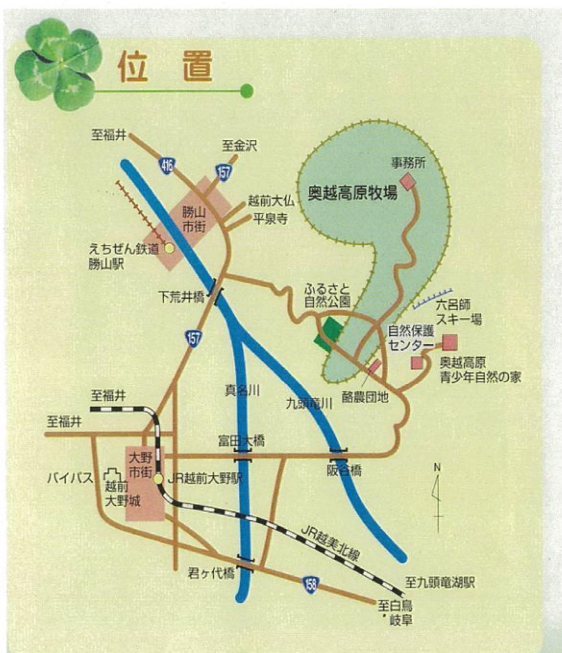 位置
至福井
416
至金沢
157
事務所
奥越高原牧場
勝山
市街
越前大仏
平泉寺
えちぜん鉄道
勝山駅
ふるさと
自然公園
下荒井橋
六呂師
スキー場
自然保護
センター
157
奥越高原
青少年自然の家
真名川
九頭竜川
酪農団地
至福井
至福井
富田大橋
大野
市街
バイパス
越前
大野城
JR越前大野駅
阪谷橋
N
JR越美北線
君ヶ代橋
158
至九頭竜湖駅
至白鳥
岐阜